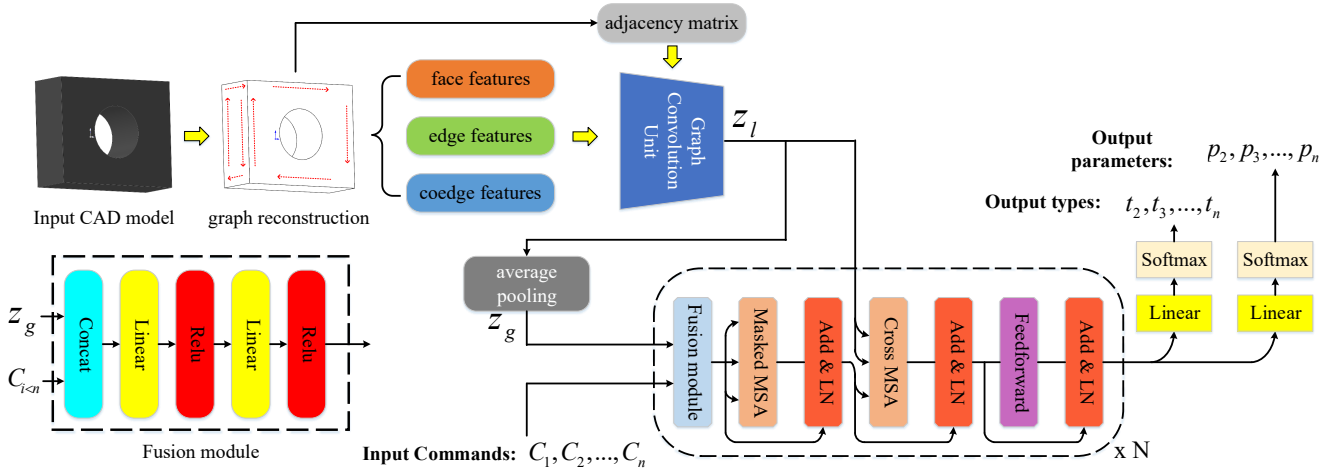 adjacency matrix
face features
edge features
coedge features
Graph
Convolution
Unit
z_l
Input CAD model
graph reconstruction
Output
parameters:
p_2, p_3, ..., p_n
Output types:
t_2, t_3, ..., t_n
Softmax
Softmax
Linear
Linear
average
pooling
z_g
z_g
C_{i<n}
Concat
Linear
Relu
Linear
Relu
Fusion module
Fusion module
Masked MSA
Add & LN
Cross MSA
Add & LN
Feedforward
Add & LN
x N
Input Commands: C_1, C_2, ..., C_n